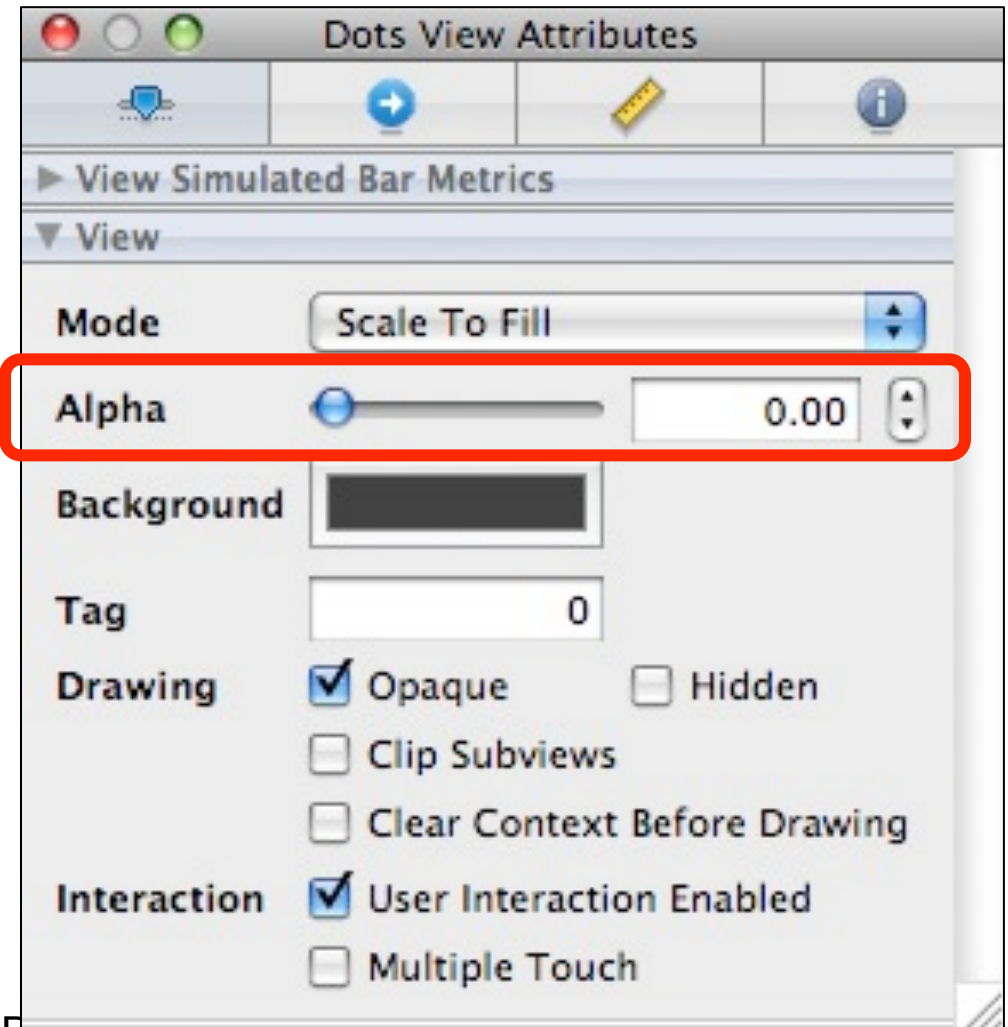 Dots View Attributes
View Simulated Bar Metrics
View
Mode Scale To Fill
Alpha 0.00
Background
Tag 0
Drawing Opaque Hidden
Clip Subviews
Clear Context Before Drawing
Interaction User Interaction Enabled
Multiple Touch